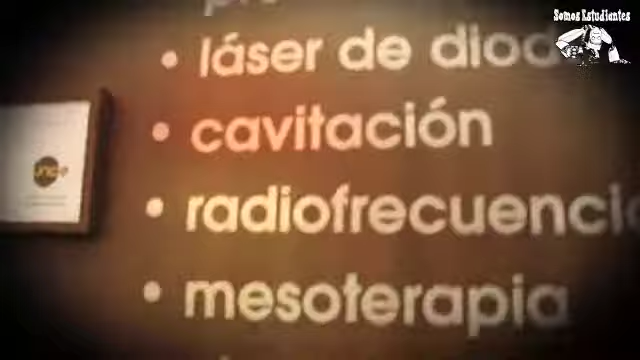 Somos Estudiantes
• láser de diod
• cavitación
• radiofrecuenci
• mesoterapia